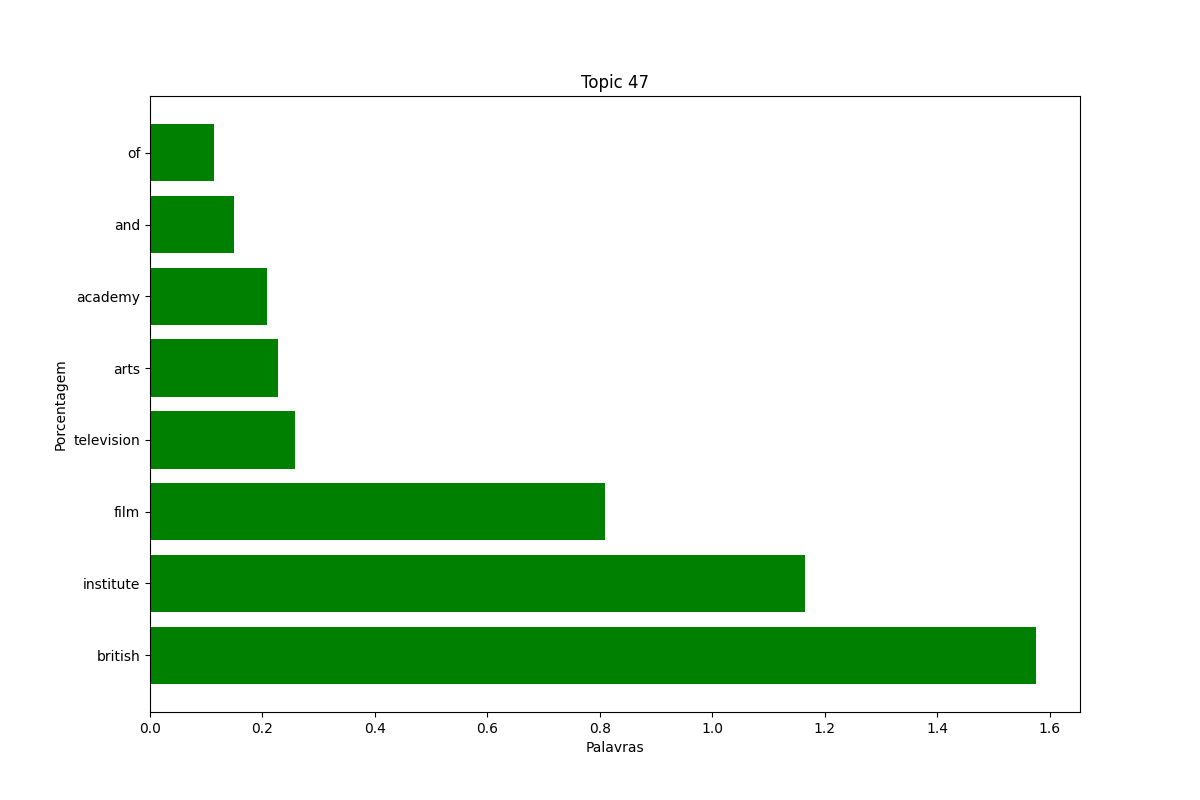 Topic 47
of
and
academy
arts
television
film
institute
british
Porcentagem
0.0 0.2 0.4 0.6 0.8 1.0 1.2 1.4 1.6
Palavras